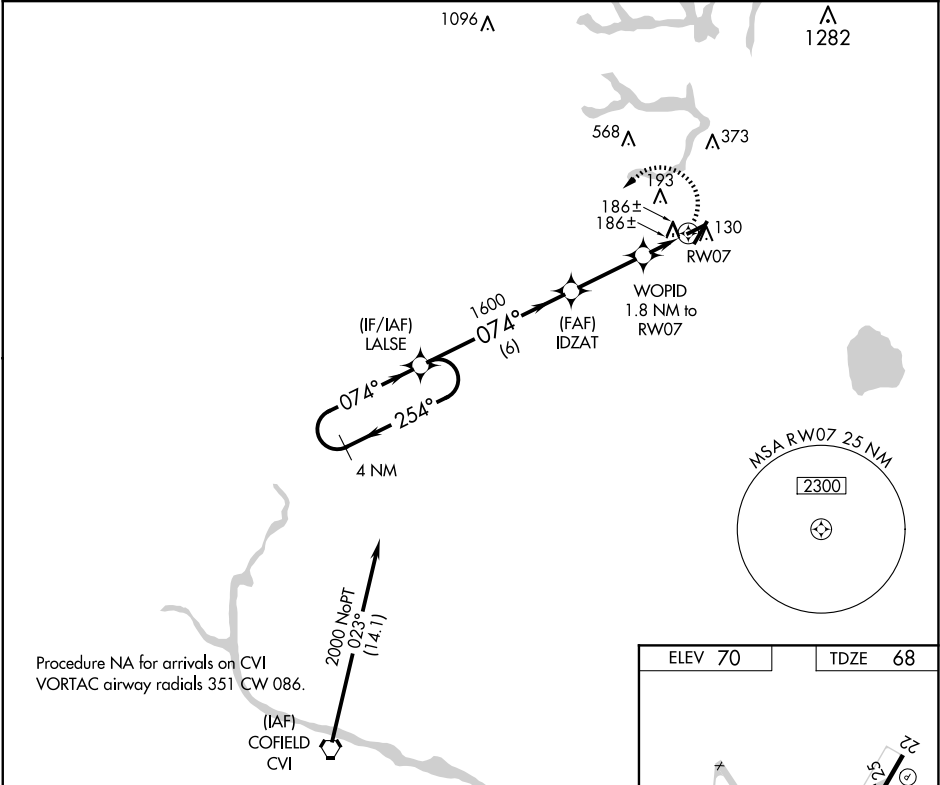 1096
1282
568
373
193
186±
186±
130
RW07
WOPID
1.8 NM to
RW07
1600
074°
(6)
(FAF)
IDZAT
(IF/IAF)
LALSE
074°
254°
4 NM
MSA RW07 25 NM
2300
2000 NoPT
023°
(14.1)
Procedure NA for arrivals on CVI
VORTAC airway radials 351 CW 086.
(IAF)
COFIELD
CVI
ELEV 70
TDZE 68
22
25
P